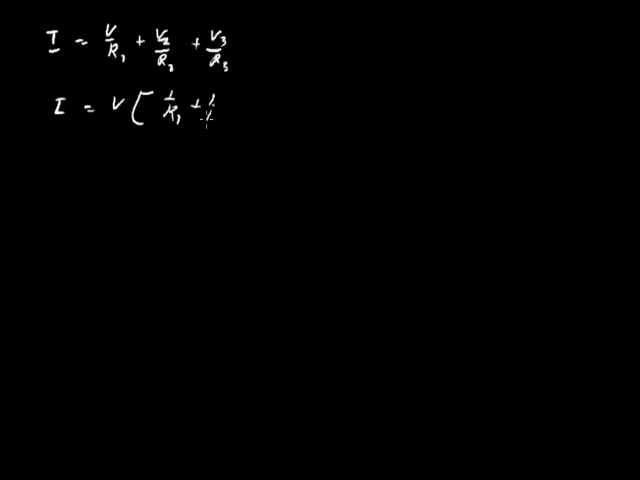 I = V/R₁ + V₂/R₂ + V₃/R₃
I = V [ 1/R₁ + 1